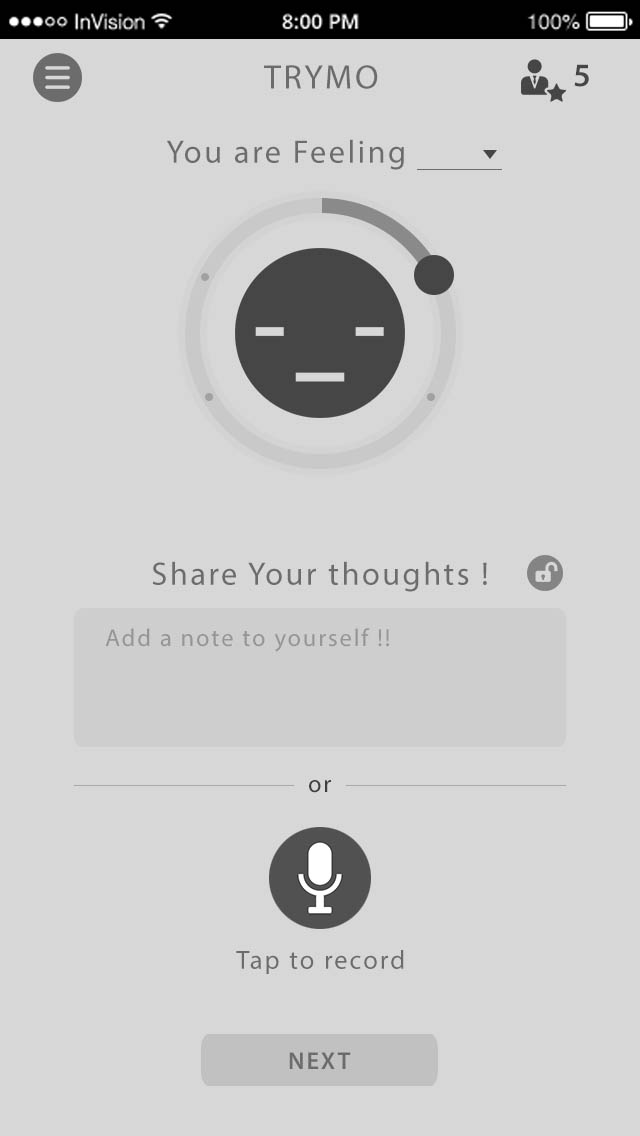 InVision 8:00 PM 100%
TRYMO 5
You are Feeling
Share Your thoughts !
Add a note to yourself !!
or
Tap to record
NEXT